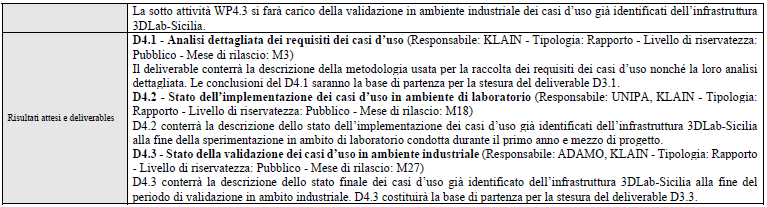 La sotto attività WP4.3 si farà carico della validazione in ambiente industriale dei casi d'uso già identificati dell'infrastruttura
3DLab-Sicilia.
Risultati attesi e deliverables
D4.1 - Analisi dettagliata dei requisiti dei casi d'uso (Responsabile: KLAIN - Tipologia: Rapporto - Livello di riservatezza:
Pubblico - Mese di rilascio: M3)
Il deliverable conterrà la descrizione della metodologia usata per la raccolta dei requisiti dei casi d'uso nonché la loro analisi
dettagliata. Le conclusioni del D4.1 saranno la base di partenza per la stesura del deliverable D3.1.
D4.2 - Stato dell'implementazione dei casi d'uso in ambiente di laboratorio (Responsabile: UNIPA, KLAIN - Tipologia:
Rapporto - Livello di riservatezza: Pubblico - Mese di rilascio: M18)
D4.2 conterrà la descrizione dello stato dell'implementazione dei casi d'uso già identificati dell'infrastruttura 3DLab-Sicilia
alla fine della sperimentazione in ambito di laboratorio condotta durante il primo anno e mezzo di progetto.
D4.3 - Stato della validazione dei casi d'uso in ambiente industriale (Responsabile: ADAMO, KLAIN - Tipologia: Rapporto
- Livello di riservatezza: Pubblico - Mese di rilascio: M27)
D4.3 conterrà la descrizione dello stato finale dei casi d'uso già identificato dell'infrastruttura 3DLab-Sicilia alla fine del
periodo di validazione in ambito industriale. D4.3 costituirà la base di partenza per la stesura del deliverable D3.3.